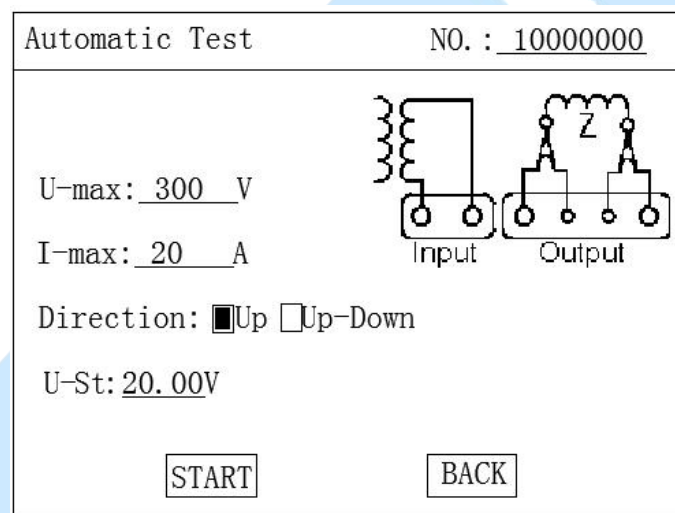 Automatic Test NO.: 10000000
Z
U-max: 300 V
I-max: 20 A
Input Output
Direction: Up Up-Down
U-St: 20.00V
START BACK